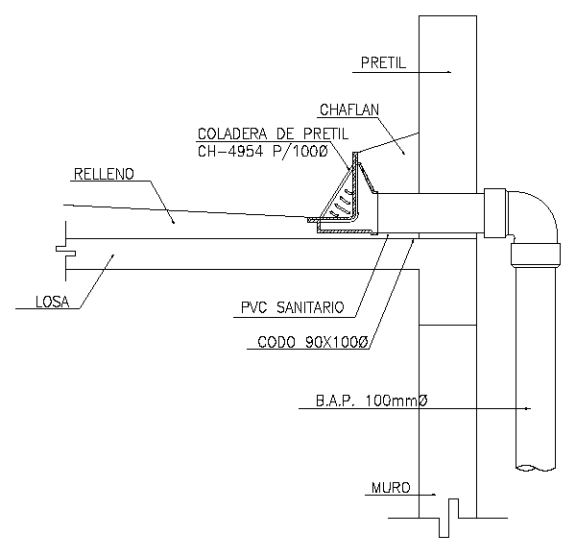 PRETIL
CHAFLAN
COLADERA DE PRETIL
CH-4954 P/100Ø
RELLENO
LOSA
PVC SANITARIO
CODO 90X100Ø
B.A.P. 100mmØ
MURO